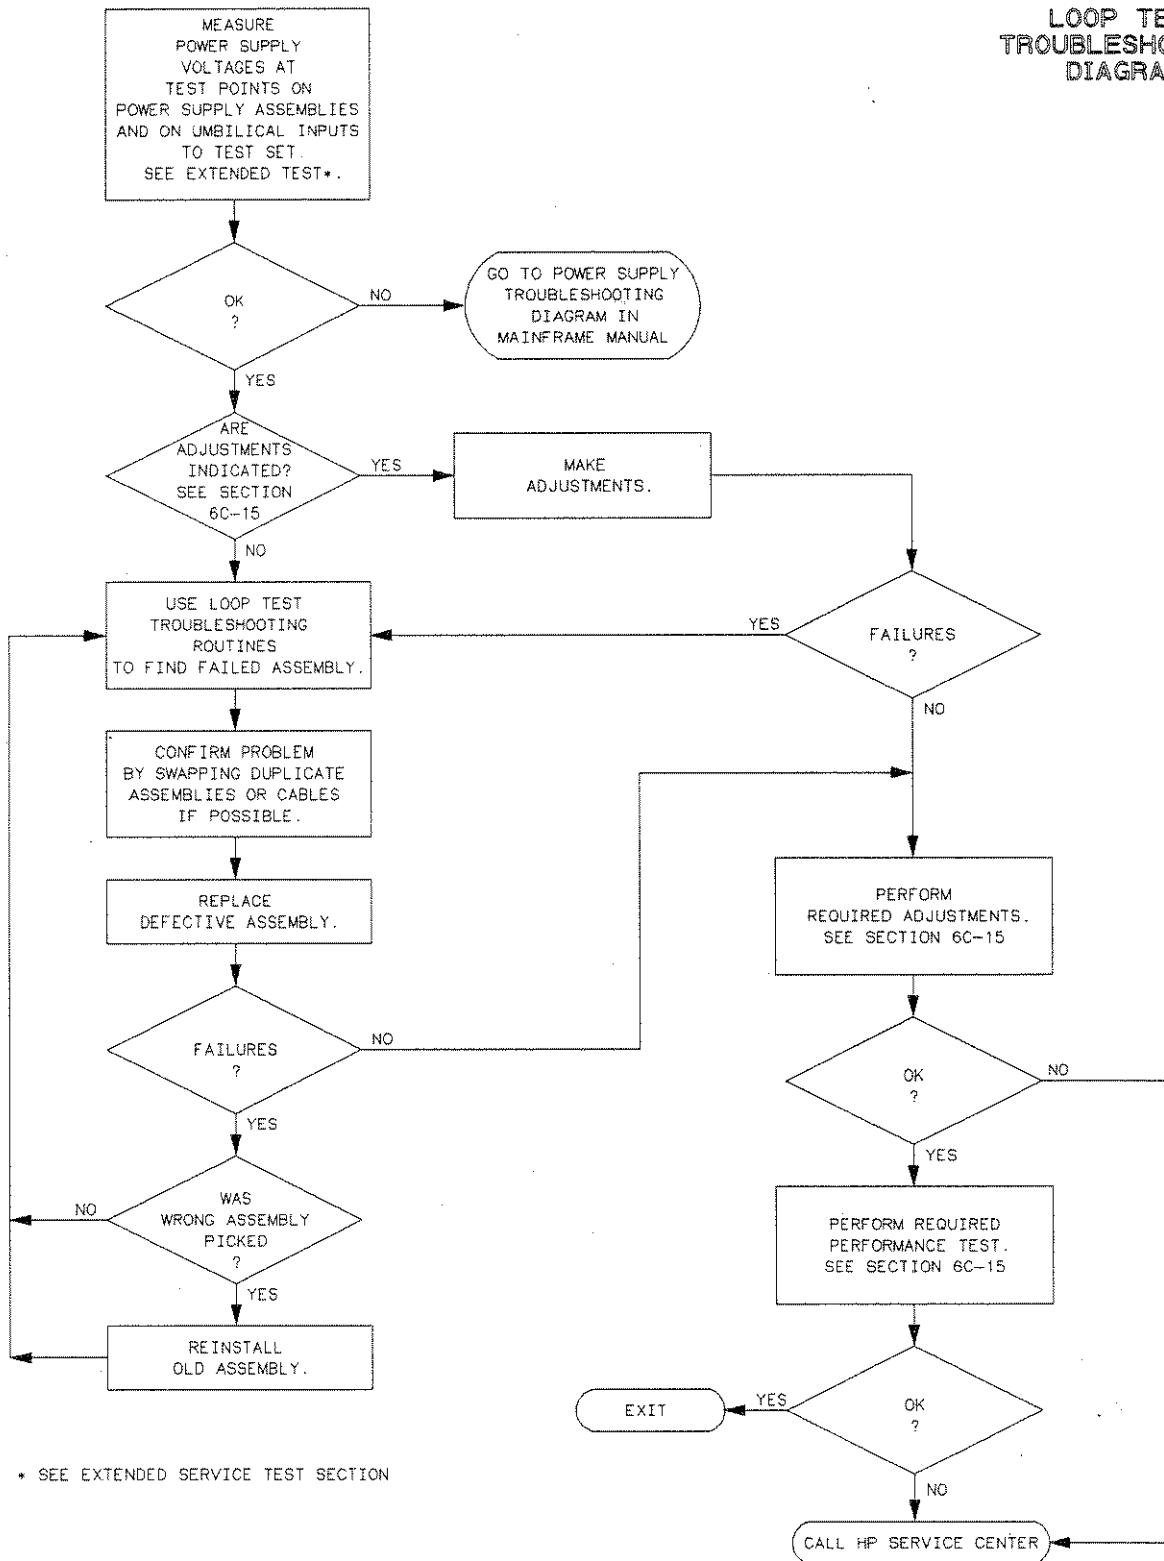 LOOP TE
TROUBLESHO
DIAGRA
MEASURE
POWER SUPPLY
VOLTAGES AT
TEST POINTS ON
POWER SUPPLY ASSEMBLIES
AND ON UMBILICAL INPUTS
TO TEST SET.
SEE EXTENDED TEST*.
OK
?
NO
GO TO POWER SUPPLY
TROUBLESHOOTING
DIAGRAM IN
MAINFRAME MANUAL
YES
ARE
ADJUSTMENTS
INDICATED?
SEE SECTION
6C-15
YES
MAKE
ADJUSTMENTS.
NO
USE LOOP TEST
TROUBLESHOOTING
ROUTINES
TO FIND FAILED ASSEMBLY.
YES
FAILURES
?
NO
CONFIRM PROBLEM
BY SWAPPING DUPLICATE
ASSEMBLIES OR CABLES
IF POSSIBLE.
REPLACE
DEFECTIVE ASSEMBLY.
PERFORM
REQUIRED ADJUSTMENTS.
SEE SECTION 6C-15
FAILURES
?
NO
OK
?
NO
YES
YES
WAS
WRONG ASSEMBLY
PICKED
?
NO
PERFORM REQUIRED
PERFORMANCE TEST.
SEE SECTION 6C-15
YES
REINSTALL
OLD ASSEMBLY.
EXIT
YES
OK
?
* SEE EXTENDED SERVICE TEST SECTION
NO
CALL HP SERVICE CENTER